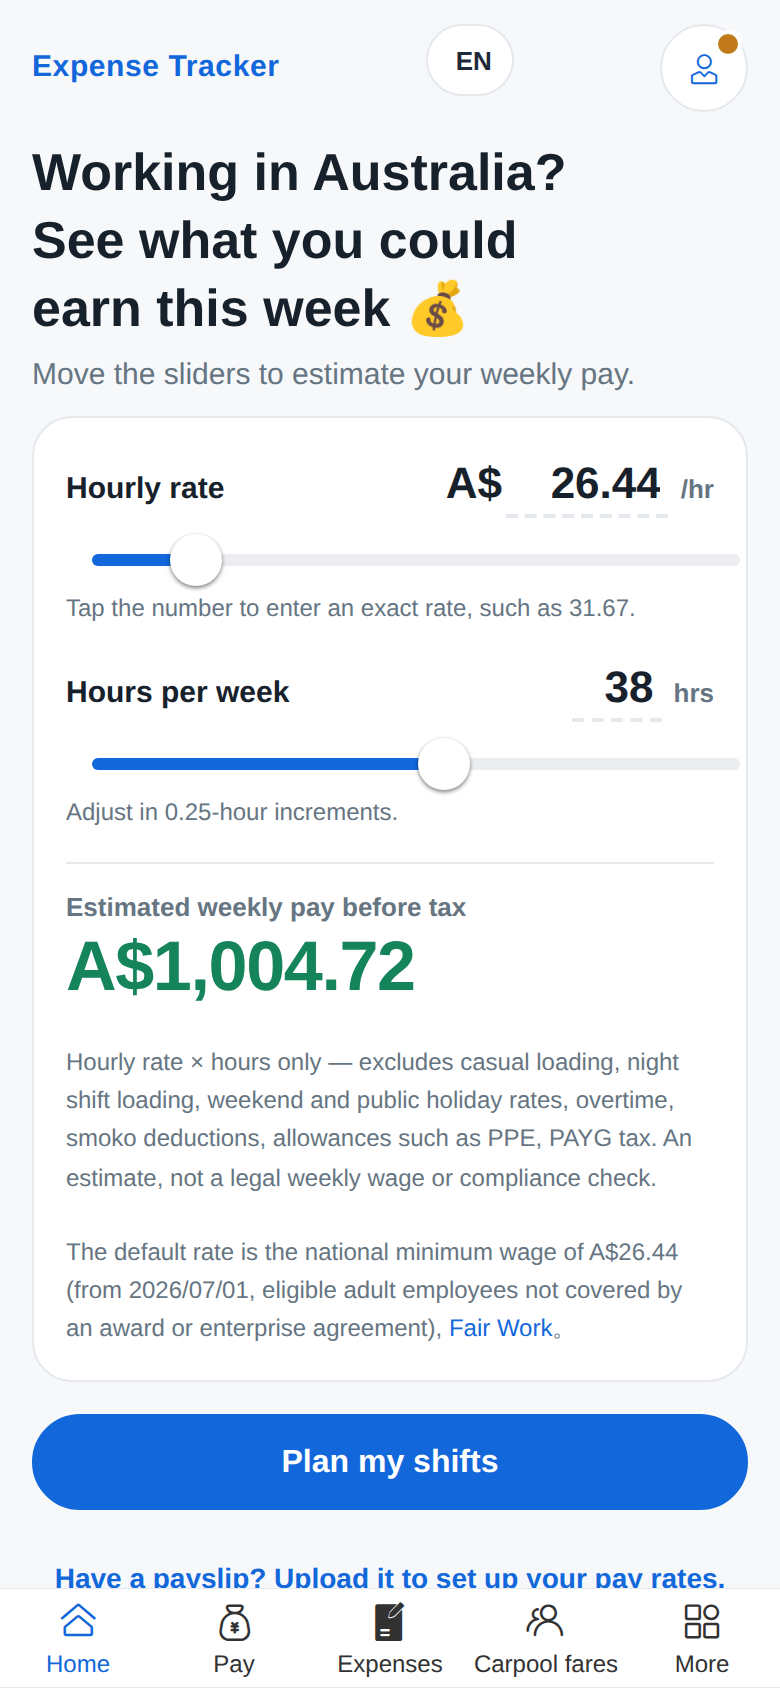 Expense Tracker
EN
Working in Australia?
See what you could
earn this week 💰
Move the sliders to estimate your weekly pay.
Hourly rate A$ 26.44 /hr
Tap the number to enter an exact rate, such as 31.67.
Hours per week 38 hrs
Adjust in 0.25-hour increments.
Estimated weekly pay before tax
A$1,004.72
Hourly rate × hours only — excludes casual loading, night
shift loading, weekend and public holiday rates, overtime,
smoko deductions, allowances such as PPE, PAYG tax. An
estimate, not a legal weekly wage or compliance check.
The default rate is the national minimum wage of A$26.44
(from 2026/07/01, eligible adult employees not covered by
an award or enterprise agreement), Fair Work。
Plan my shifts
Have a payslip? Upload it to set up your pay rates.
Home Pay Expenses Carpool fares More